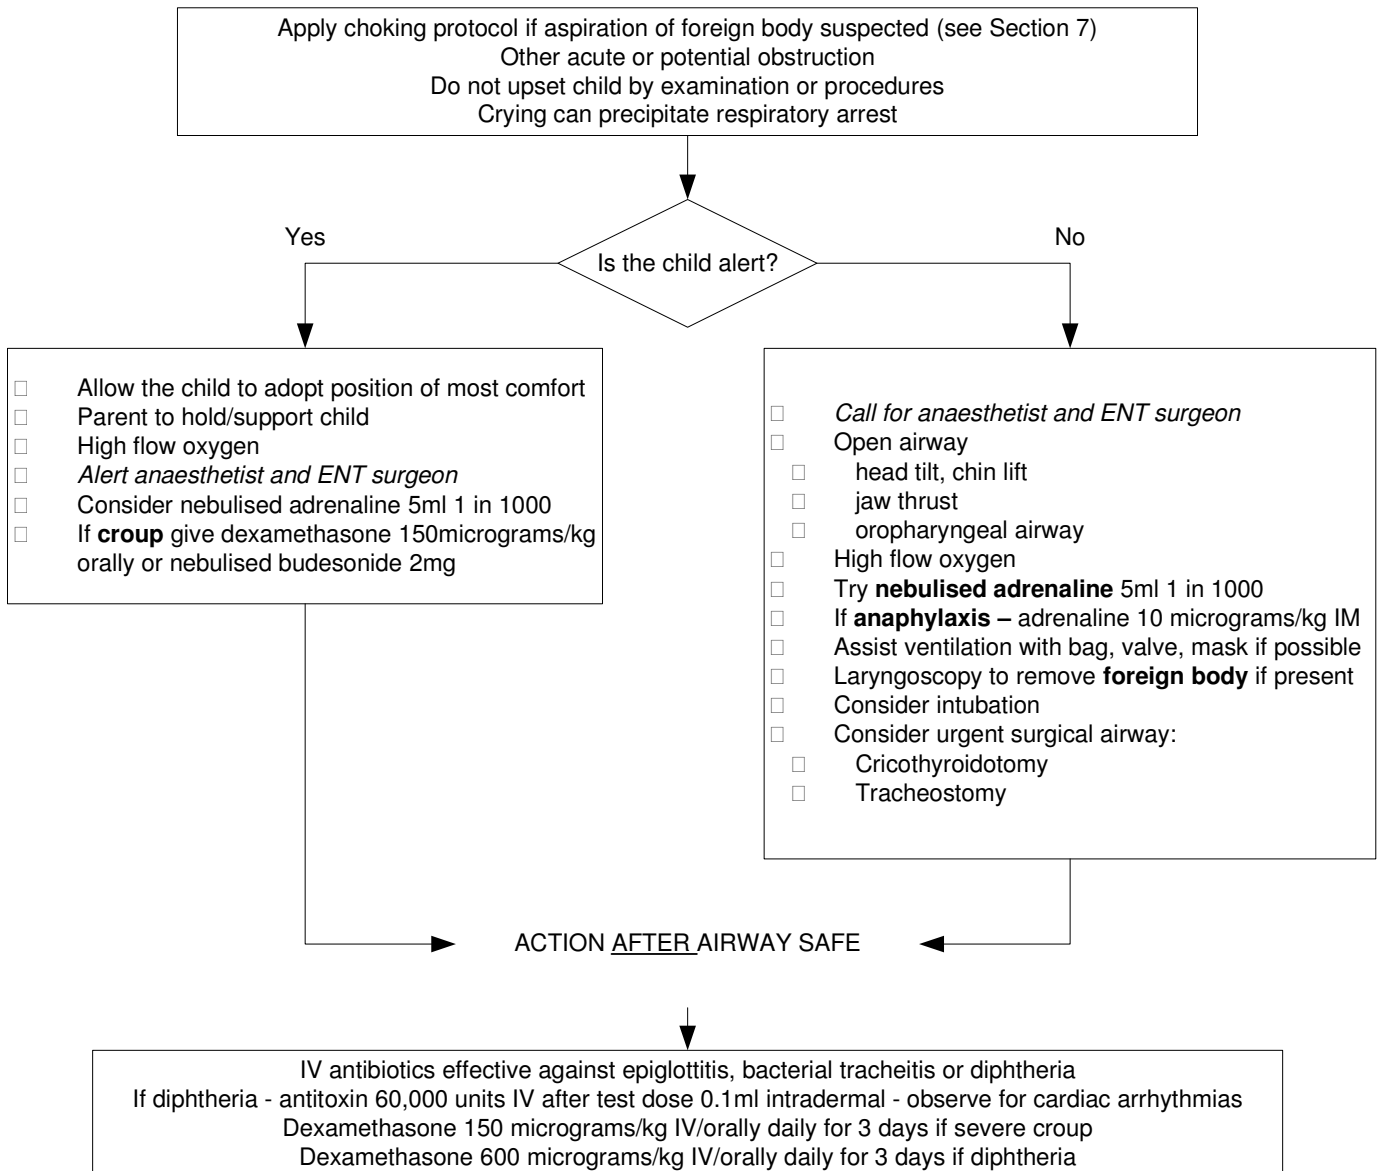 Apply choking protocol if aspiration of foreign body suspected (see Section 7)
Other acute or potential obstruction
Do not upset child by examination or procedures
Crying can precipitate respiratory arrest
Is the child alert?
Yes
No
Allow the child to adopt position of most comfort
Parent to hold/support child
High flow oxygen
Alert anaesthetist and ENT surgeon
Consider nebulised adrenaline 5ml 1 in 1000
If croup give dexamethasone 150micrograms/kg
orally or nebulised budesonide 2mg
Call for anaesthetist and ENT surgeon
Open airway
head tilt, chin lift
jaw thrust
oropharyngeal airway
High flow oxygen
Try nebulised adrenaline 5ml 1 in 1000
If anaphylaxis – adrenaline 10 micrograms/kg IM
Assist ventilation with bag, valve, mask if possible
Laryngoscopy to remove foreign body if present
Consider intubation
Consider urgent surgical airway:
Cricothyroidotomy
Tracheostomy
ACTION AFTER AIRWAY SAFE
IV antibiotics effective against epiglottitis, bacterial tracheitis or diphtheria
If diphtheria - antitoxin 60,000 units IV after test dose 0.1ml intradermal - observe for cardiac arrhythmias
Dexamethasone 150 micrograms/kg IV/orally daily for 3 days if severe croup
Dexamethasone 600 micrograms/kg IV/orally daily for 3 days if diphtheria